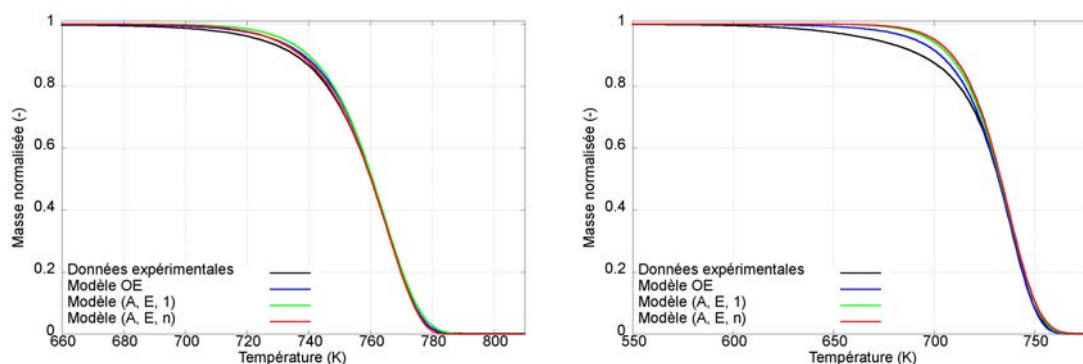 1
0.8
0.6
0.4
0.2
0
Masse normalisée (-)
Données expérimentales
Modèle OE
Modèle (A, E, 1)
Modèle (A, E, n)
660 680 700 720 740 760 780 800
Température (K)
1
0.8
0.6
0.4
0.2
0
Masse normalisée (-)
Données expérimentales
Modèle OE
Modèle (A, E, 1)
Modèle (A, E, n)
550 600 650 700 750
Température (K)